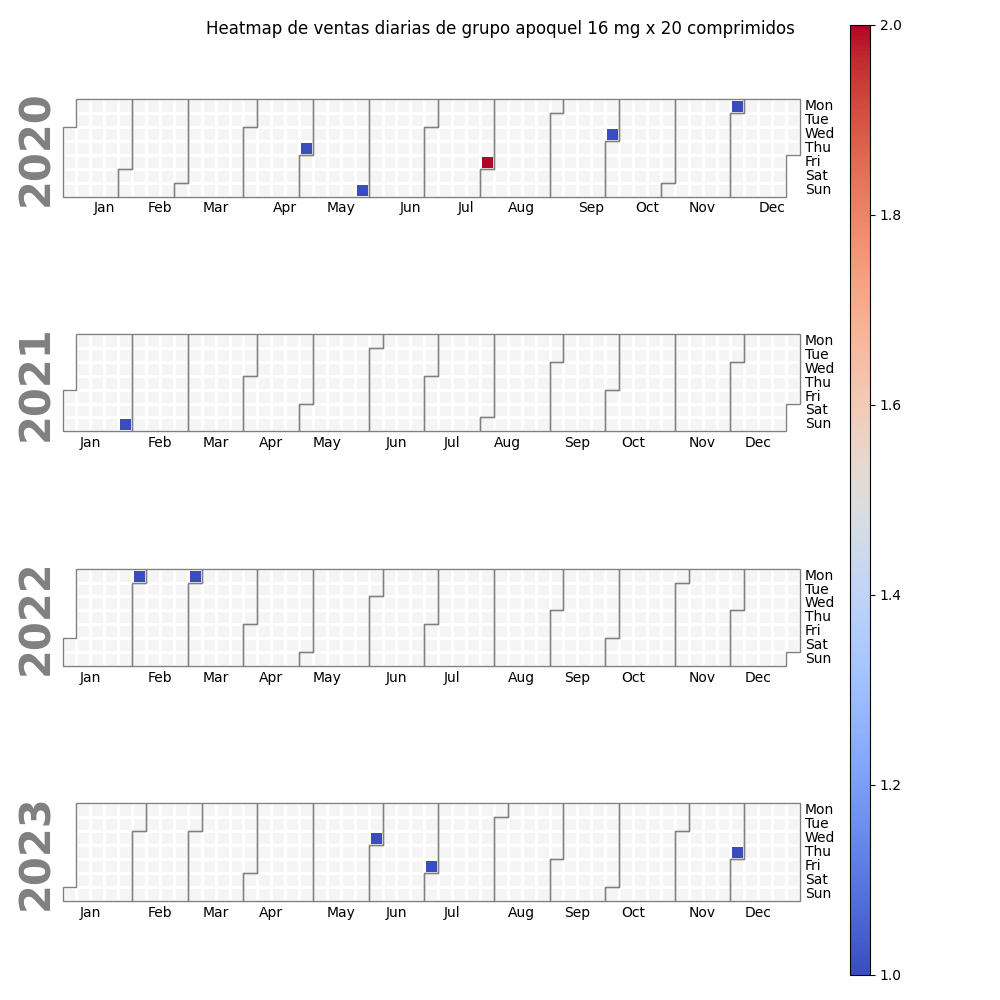 Heatmap de ventas diarias de grupo apoquel 16 mg x 20 comprimidos
2020
Mon
Tue
Wed
Thu
Fri
Sat
Sun
Jan Feb Mar Apr May Jun Jul Aug Sep Oct Nov Dec
2021
Mon
Tue
Wed
Thu
Fri
Sat
Sun
Jan Feb Mar Apr May Jun Jul Aug Sep Oct Nov Dec
2022
Mon
Tue
Wed
Thu
Fri
Sat
Sun
Jan Feb Mar Apr May Jun Jul Aug Sep Oct Nov Dec
2023
Mon
Tue
Wed
Thu
Fri
Sat
Sun
Jan Feb Mar Apr May Jun Jul Aug Sep Oct Nov Dec
2.0
1.8
1.6
1.4
1.2
1.0